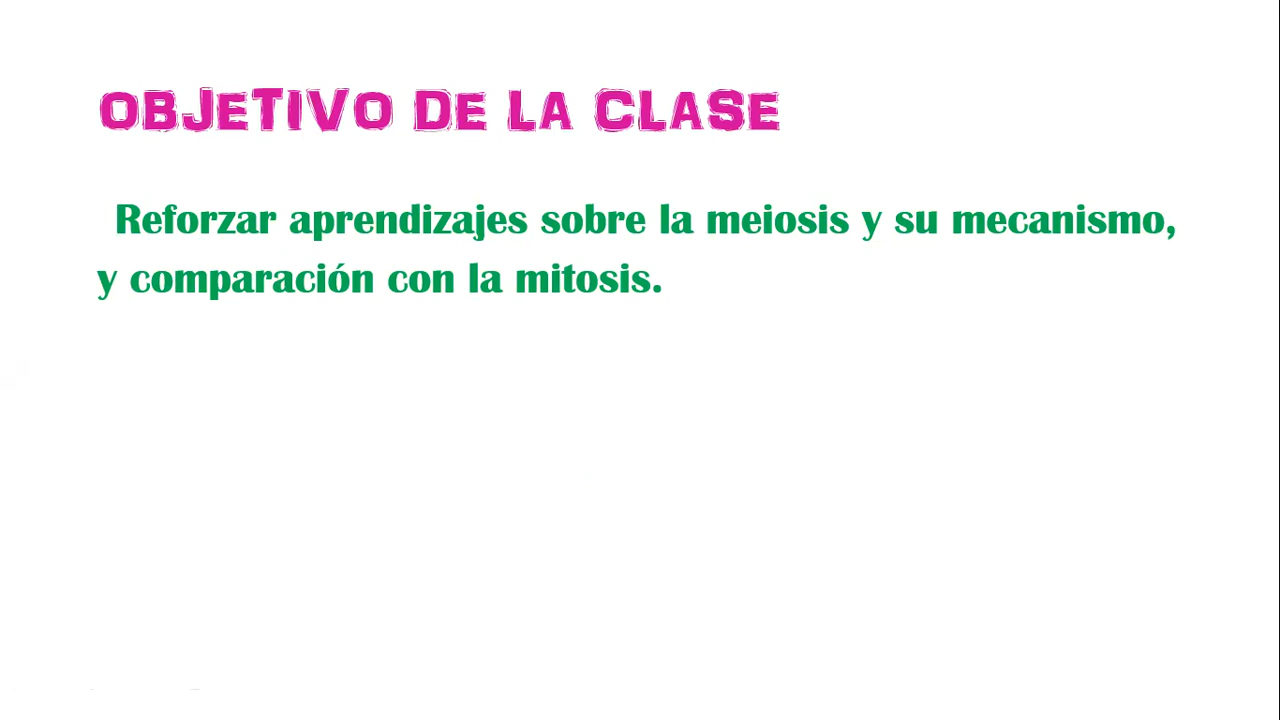 OBJETIVO DE LA CLASE
Reforzar aprendizajes sobre la meiosis y su mecanismo,
y comparación con la mitosis.